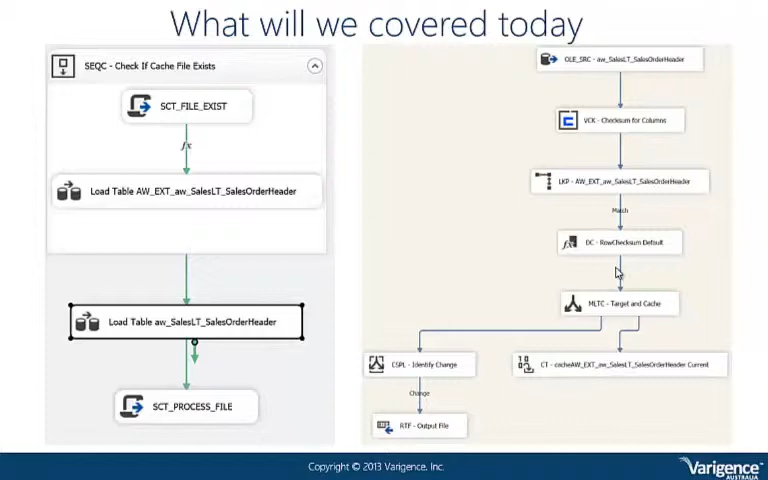 What will we covered today
SEQC - Check If Cache File Exists
SCT_FILE_EXIST
fx
Load Table AW_EXT_aw_SalesLT_SalesOrderHeader
Load Table aw_SalesLT_SalesOrderHeader
SCT_PROCESS_FILE
OLE_SRC - aw_SalesLT_SalesOrderHeader
VCK - Checksum for Columns
LKP - AW_EXT_aw_SalesLT_SalesOrderHeader
Match
DC - RowChecksum Default
MLTC - Target and Cache
CSPL - Identify Change
CT - cacheAW_EXT_aw_SalesLT_SalesOrderHeader Current
Change
RTF - Output File
Copyright © 2013 Varigence, Inc.
Varigence
AUSTRALIA